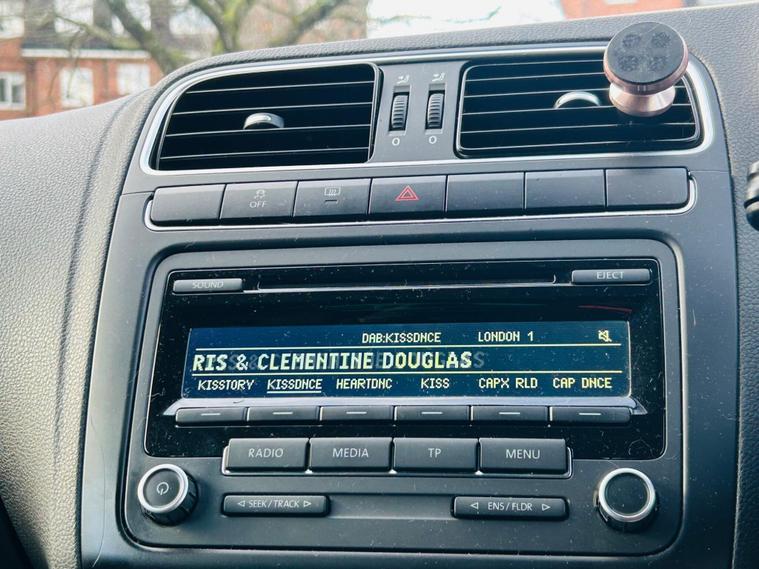 O O
OFF
SOUND EJECT
DAB:KISSDNCE LONDON 1
RIS & CLEMENTINE DOUGLAS
KISSTORY KISSDNCE HEARTDNC KISS CAPX RLD CAP DNCE
RADIO MEDIA TP MENU
SEEK / TRACK ENS / FLDR